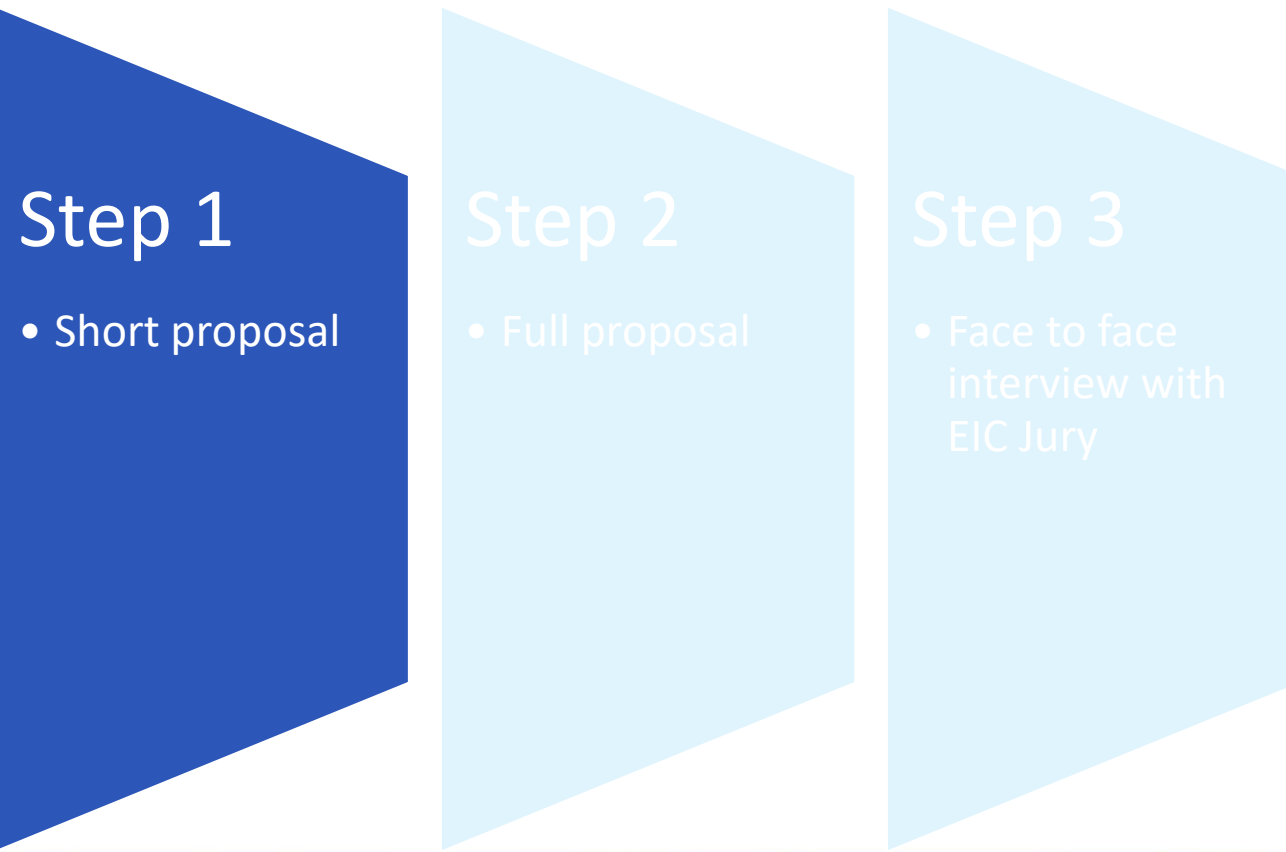 Step 1
• Short proposal
Step 2
• Full proposal
Step 3
• Face to face
interview with
EIC Jury